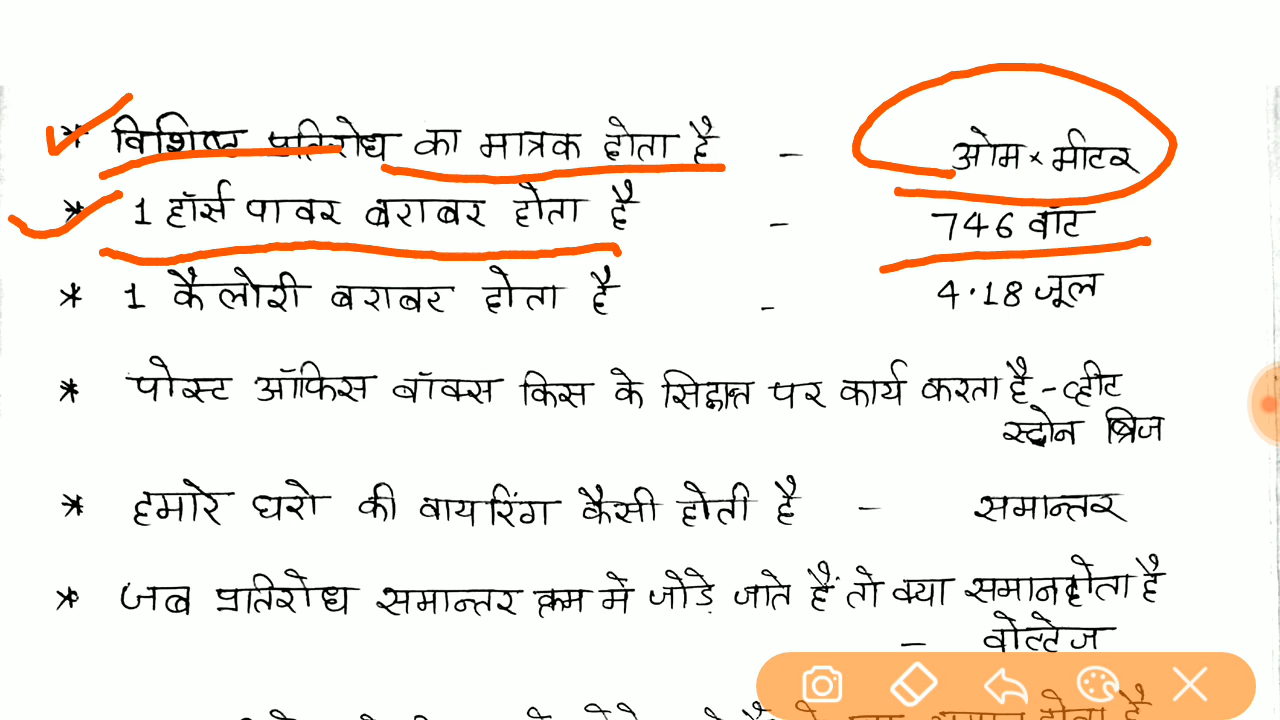 * विशिष्ट प्रतिरोध का मात्रक होता है - ओम × मीटर
* 1 हॉर्स पावर बराबर होता है - 746 वॉट
* 1 कैलोरी बराबर होता है - 4.18 जूल
* पोस्ट ऑफिस बॉक्स किस के सिद्धान्त पर कार्य करता है - व्हीट
स्टोन ब्रिज
* हमारे घरो की वायरिंग कैसी होती है - समान्तर
* जब प्रतिरोध समान्तर क्रम में जोड़े जाते हैं तो क्या समान होता है
- वोल्टेज